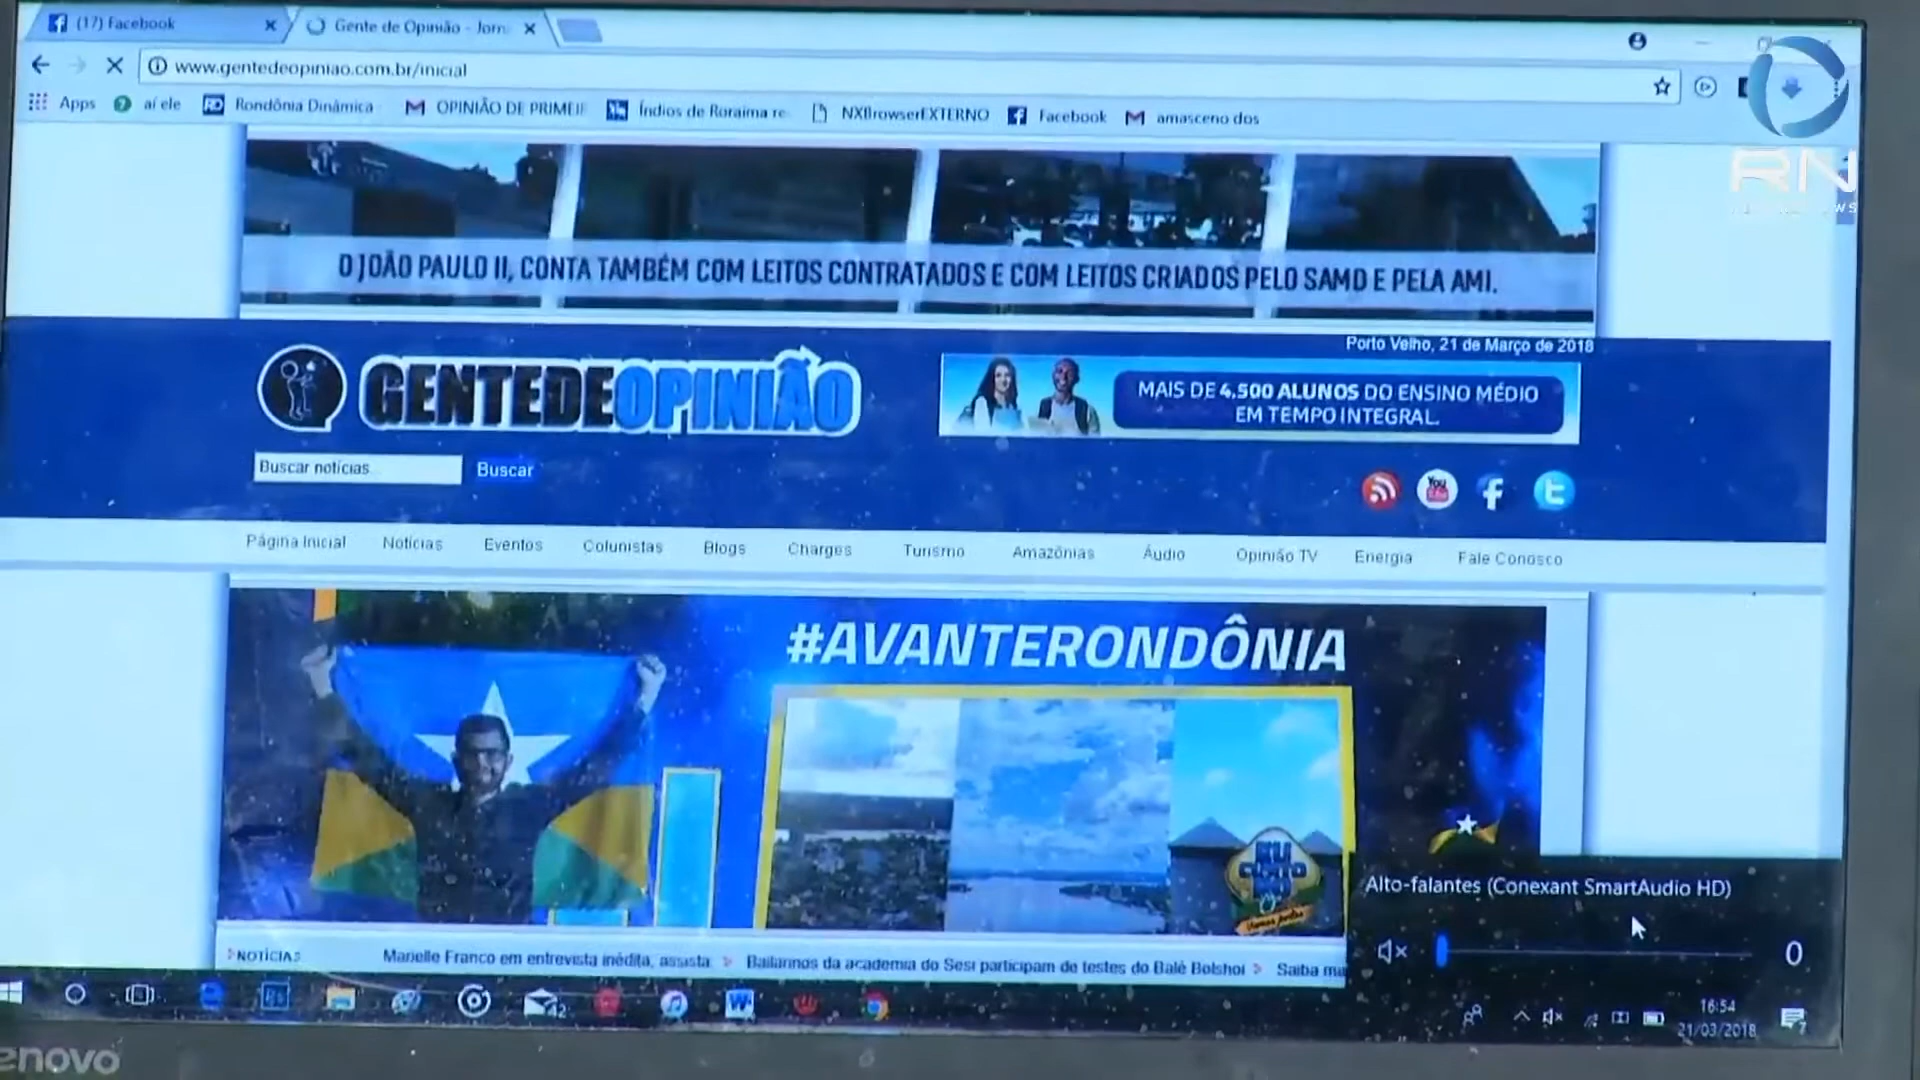 (17) Facebook
Gente de Opinião - Jorn
www.gentedeopiniao.com.br/inicial
Apps
aí ele
RD Rondônia Dinâmica
OPINIÃO DE PRIMEIR
Índios de Roraima re
NXBrowserEXTERNO
Facebook
amasceno dos
RN
O JOÃO PAULO II, CONTA TAMBÉM COM LEITOS CONTRATADOS E COM LEITOS CRIADOS PELO SAMD E PELA AMI.
Porto Velho, 21 de Março de 2018
GENTEDEOPINIÃO
MAIS DE 4.500 ALUNOS DO ENSINO MÉDIO
EM TEMPO INTEGRAL.
Buscar notícias...
Buscar
You
Página Inicial
Notícias
Eventos
Colunistas
Blogs
Charges
Turismo
Amazônias
Áudio
Opinião TV
Energia
Fale Conosco
#AVANTERONDÔNIA
Alto-falantes (Conexant SmartAudio HD)
0
NOTÍCIAS
Marielle Franco em entrevista inédita, assista
Bailarinos da academia do Sesi participam de testes do Balé Bolshoi
Saiba ma
42
16:54
21/03/2018
7
enovo